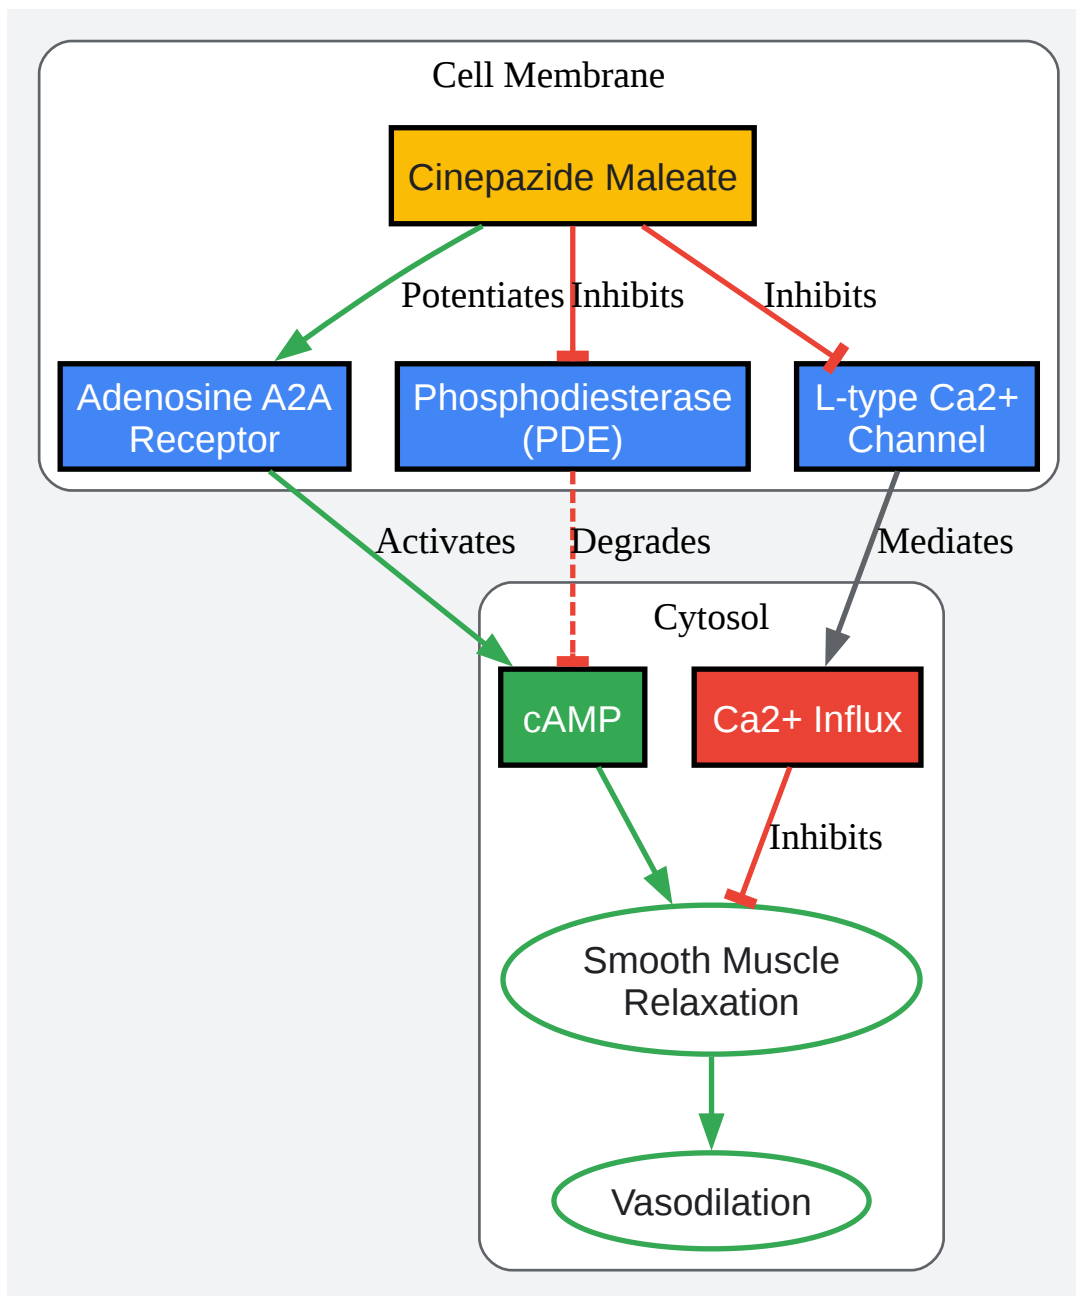 Cell Membrane
Cinepazide Maleate
Potentiates
Inhibits
Inhibits
Adenosine A2A
Receptor
Phosphodiesterase
(PDE)
L-type Ca2+
Channel
Activates
Degrades
Mediates
Cytosol
cAMP
Ca2+ Influx
Inhibits
Smooth Muscle
Relaxation
Vasodilation